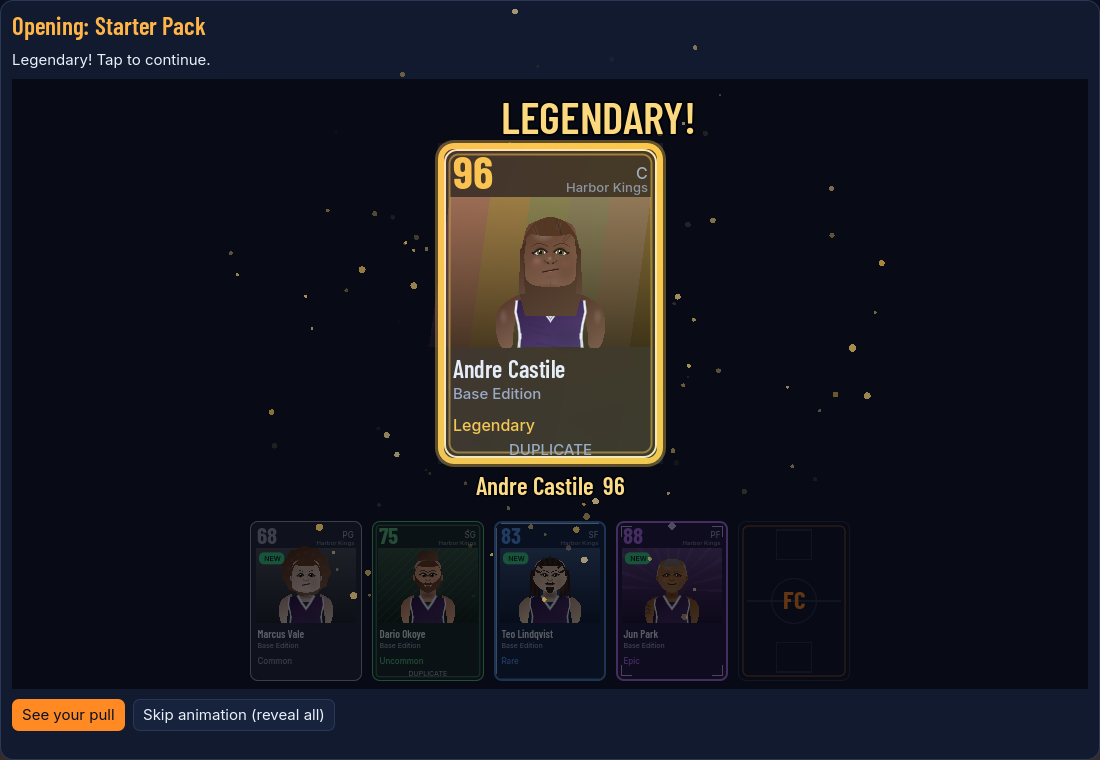 Opening: Starter Pack
Legendary! Tap to continue.
LEGENDARY!
96
C
Harbor Kings
Andre Castile
Base Edition
Legendary
DUPLICATE
Andre Castile 96
68
PG
Harbor Kings
NEW
Marcus Vale
Base Edition
Common
75
SG
Harbor Kings
Dario Okoye
Base Edition
Uncommon
DUPLICATE
83
SF
Harbor Kings
NEW
Teo Lindqvist
Base Edition
Rare
88
PF
Harbor Kings
NEW
Jun Park
Base Edition
Epic
FC
See your pull
Skip animation (reveal all)